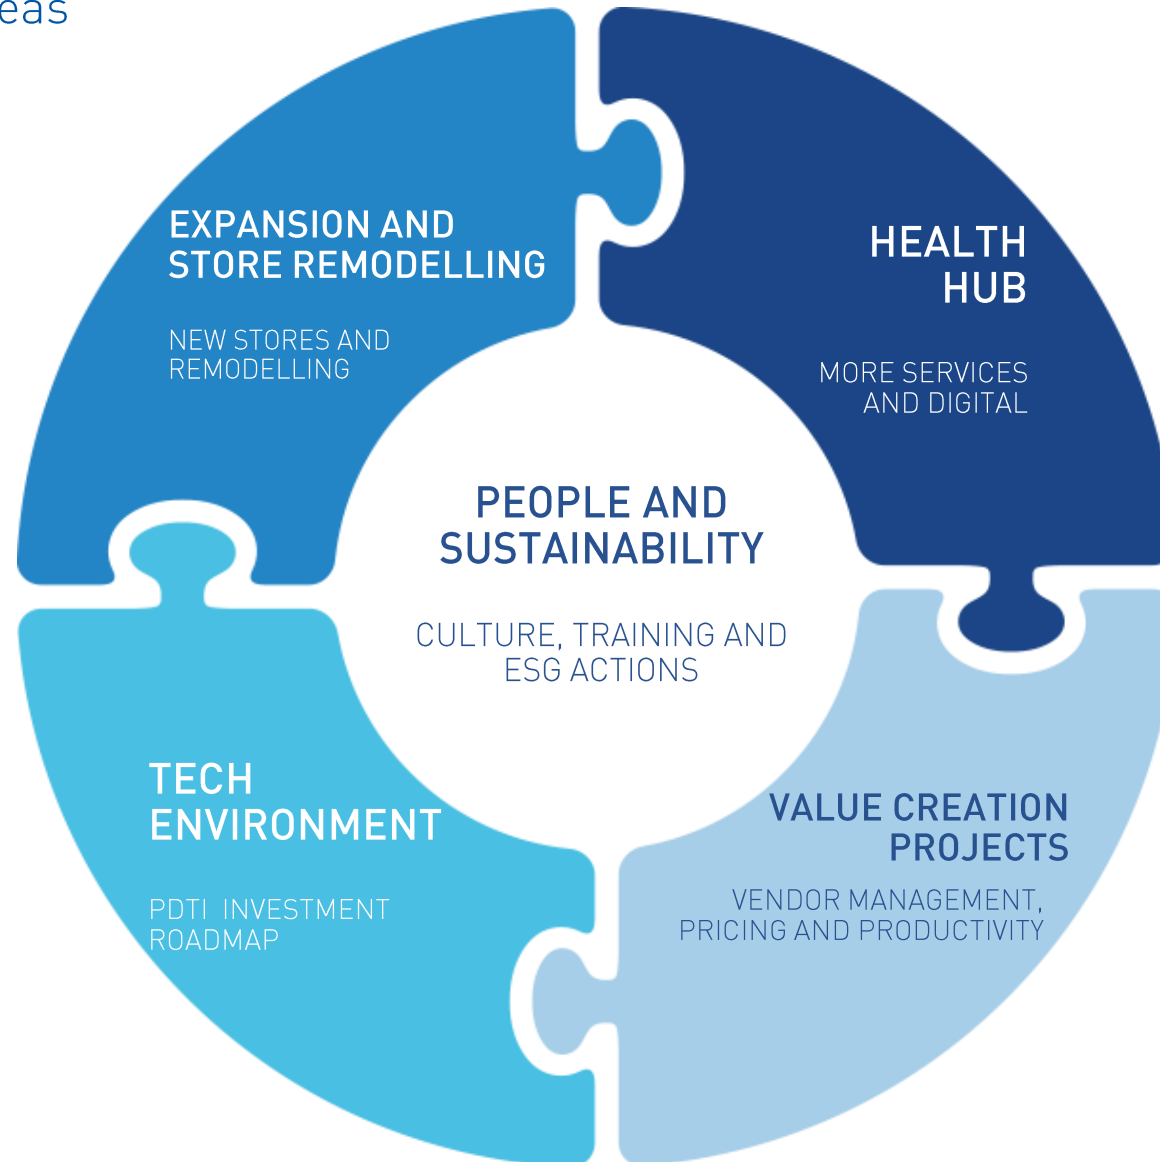 eas
EXPANSION AND
STORE REMODELLING
NEW STORES AND
REMODELLING
HEALTH
HUB
MORE SERVICES
AND DIGITAL
PEOPLE AND
SUSTAINABILITY
CULTURE, TRAINING AND
ESG ACTIONS
TECH
ENVIRONMENT
PDTI INVESTMENT
ROADMAP
VALUE CREATION
PROJECTS
VENDOR MANAGEMENT,
PRICING AND PRODUCTIVITY